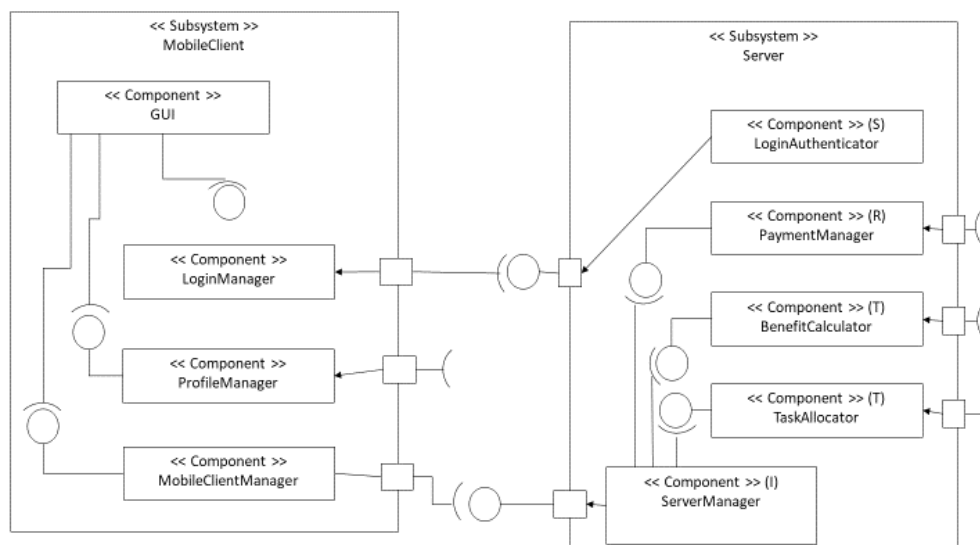 << Subsystem >>
MobileClient
<< Component >>
GUI
<< Component >>
LoginManager
<< Component >>
ProfileManager
<< Component >>
MobileClientManager
<< Subsystem >>
Server
<< Component >> (S)
LoginAuthenticator
<< Component >> (R)
PaymentManager
<< Component >> (T)
BenefitCalculator
<< Component >> (T)
TaskAllocator
<< Component >> (I)
ServerManager